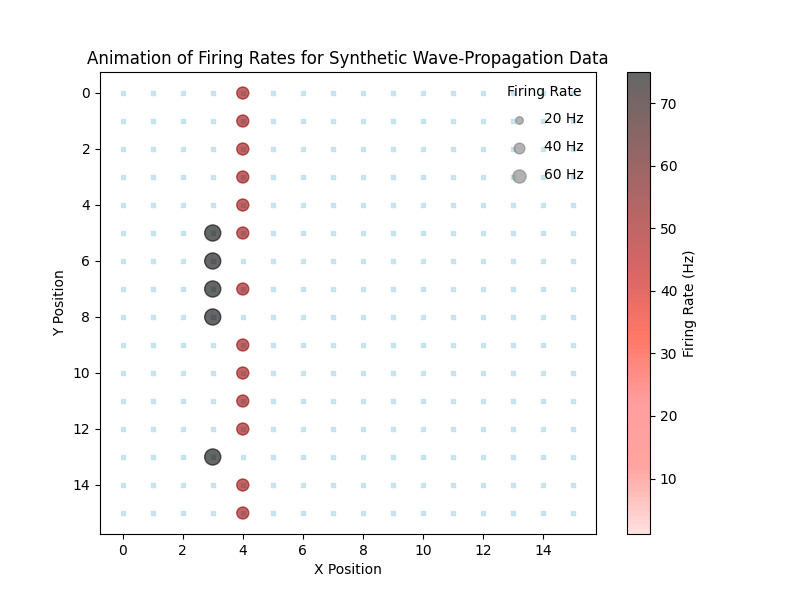 Animation of Firing Rates for Synthetic Wave-Propagation Data
Firing Rate
20 Hz
40 Hz
60 Hz
0
2
4
6
8
10
12
14
Y Position
0 2 4 6 8 10 12 14
X Position
70
60
50
40
30
20
10
Firing Rate (Hz)